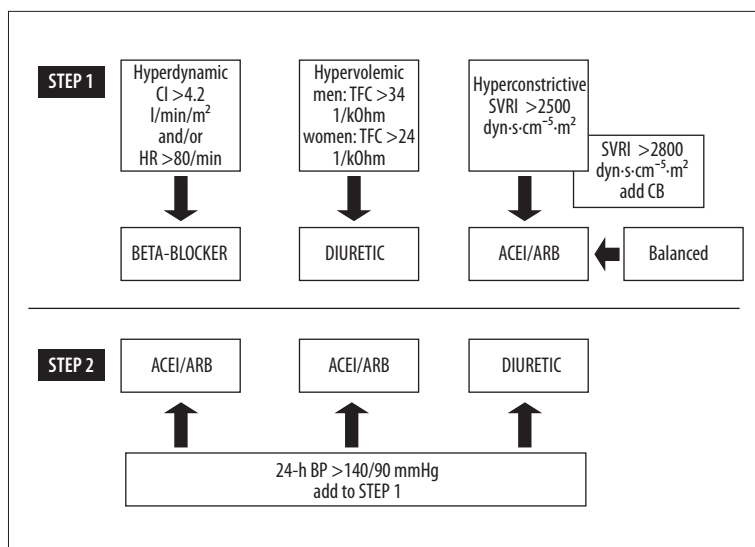 STEP 1
Hyperdynamic
CI >4.2
l/min/m²
and/or
HR >80/min
Hypervolemic
men: TFC >34
1/kOhm
women: TFC >24
1/kOhm
Hyperconstrictive
SVRI >2500
dyn·s·cm⁻⁵·m²
SVRI >2800
dyn·s·cm⁻⁵·m²
add CB
BETA-BLOCKER
DIURETIC
ACEI/ARB
Balanced
STEP 2
ACEI/ARB
ACEI/ARB
DIURETIC
24-h BP >140/90 mmHg
add to STEP 1